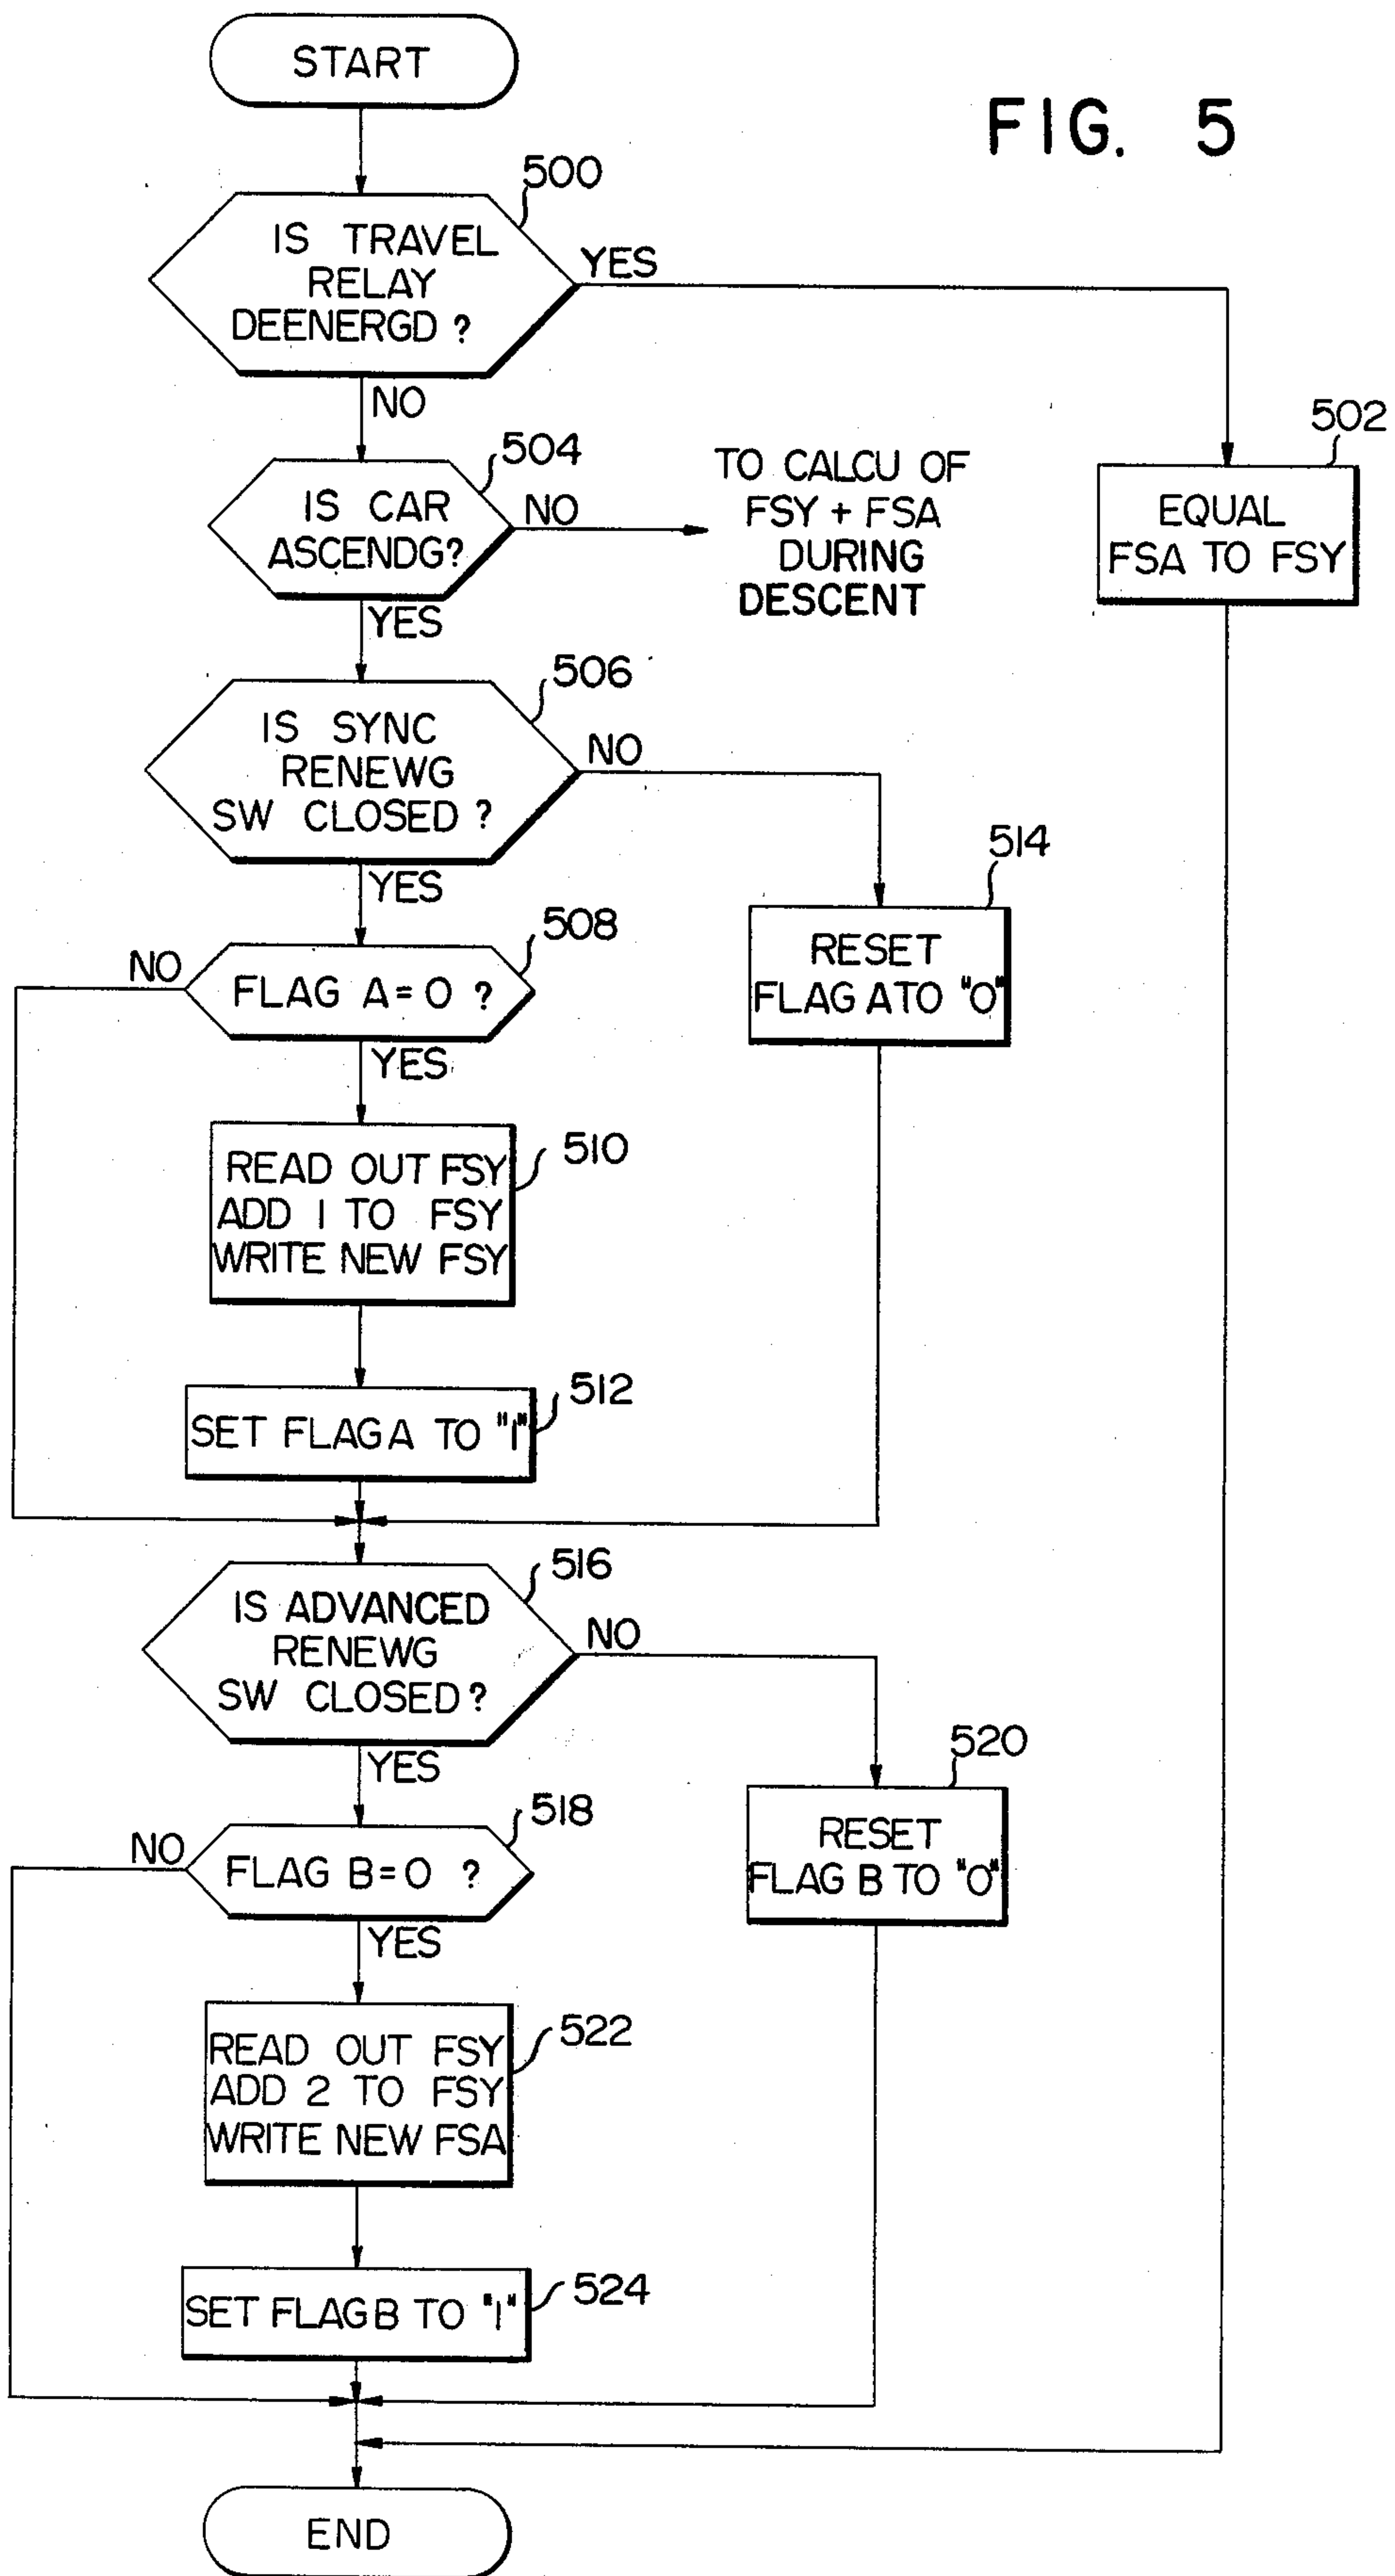 START
FIG. 5
500
IS TRAVEL
RELAY
DEENERGD ?
YES
NO
502
EQUAL
FSA TO FSY
504
IS CAR
ASCENDG?
NO
TO CALCU OF
FSY + FSA
DURING
DESCENT
YES
506
IS SYNC
RENEWG
SW CLOSED ?
NO
YES
514
RESET
FLAG A TO "0"
508
NO
FLAG A = 0 ?
YES
510
READ OUT FSY
ADD 1 TO FSY
WRITE NEW FSY
512
SET FLAG A TO "1"
516
IS ADVANCED
RENEWG
SW CLOSED ?
NO
YES
520
RESET
FLAG B TO "0"
518
NO
FLAG B = 0 ?
YES
522
READ OUT FSY
ADD 2 TO FSY
WRITE NEW FSA
524
SET FLAG B TO "1"
END